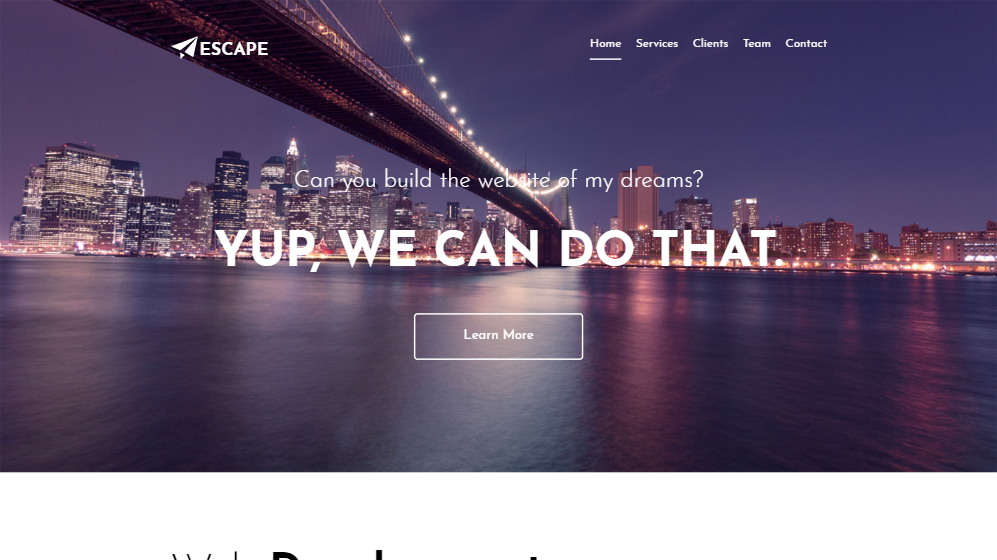 ESCAPE
Home Services Clients Team Contact
Can you build the website of my dreams?
YUP, WE CAN DO THAT.
Learn More